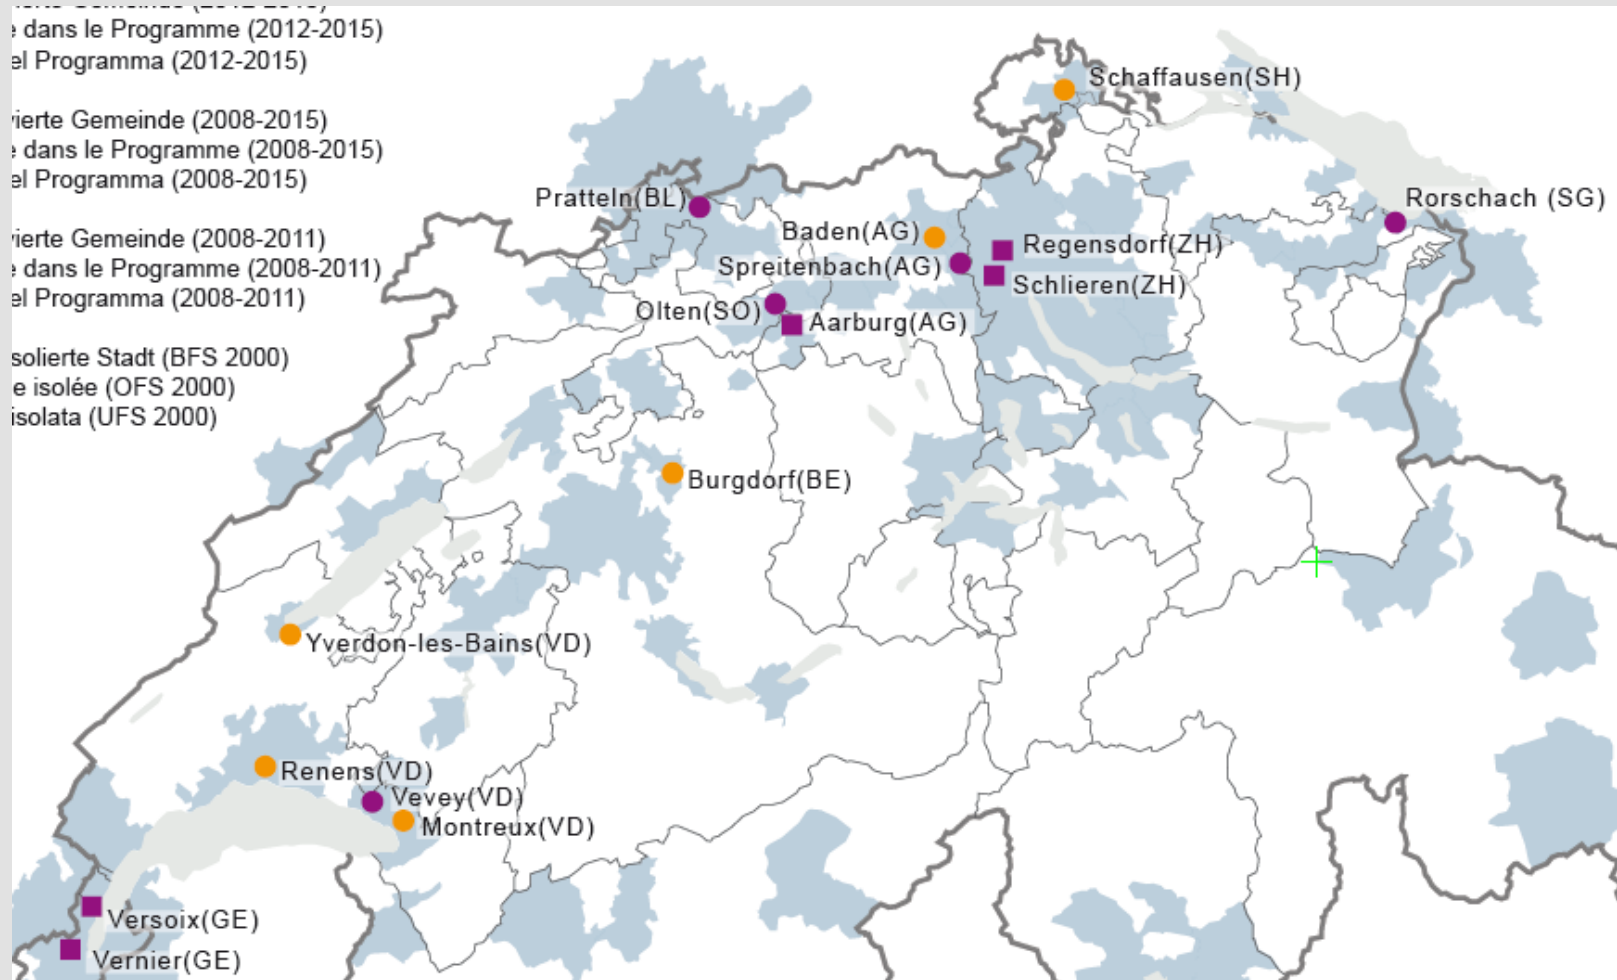 e dans le Programme (2012-2015)
el Programma (2012-2015)
vierte Gemeinde (2008-2015)
e dans le Programme (2008-2015)
el Programma (2008-2015)
vierte Gemeinde (2008-2011)
e dans le Programme (2008-2011)
el Programma (2008-2011)
solierte Stadt (BFS 2000)
e isolée (OFS 2000)
isolata (UFS 2000)
Schaffausen(SH)
Pratteln(BL)
Rorschach (SG)
Baden(AG)
Regensdorf(ZH)
Spreitenbach(AG)
Schlieren(ZH)
Olten(SO)
Aarburg(AG)
Burgdorf(BE)
Yverdon-les-Bains(VD)
Renens(VD)
Vevey(VD)
Montreux(VD)
Versoix(GE)
Vernier(GE)